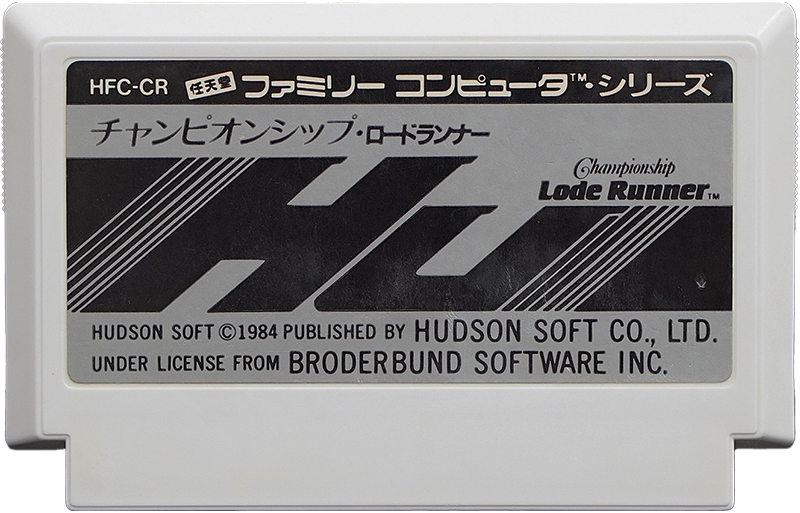 HFC-CR 任天堂 ファミリー コンピュータ™・シリーズ
チャンピオンシップ・ロードランナー
Championship
Lode Runner™
HU
HUDSON SOFT ©1984 PUBLISHED BY HUDSON SOFT CO., LTD.
UNDER LICENSE FROM BRODERBUND SOFTWARE INC.